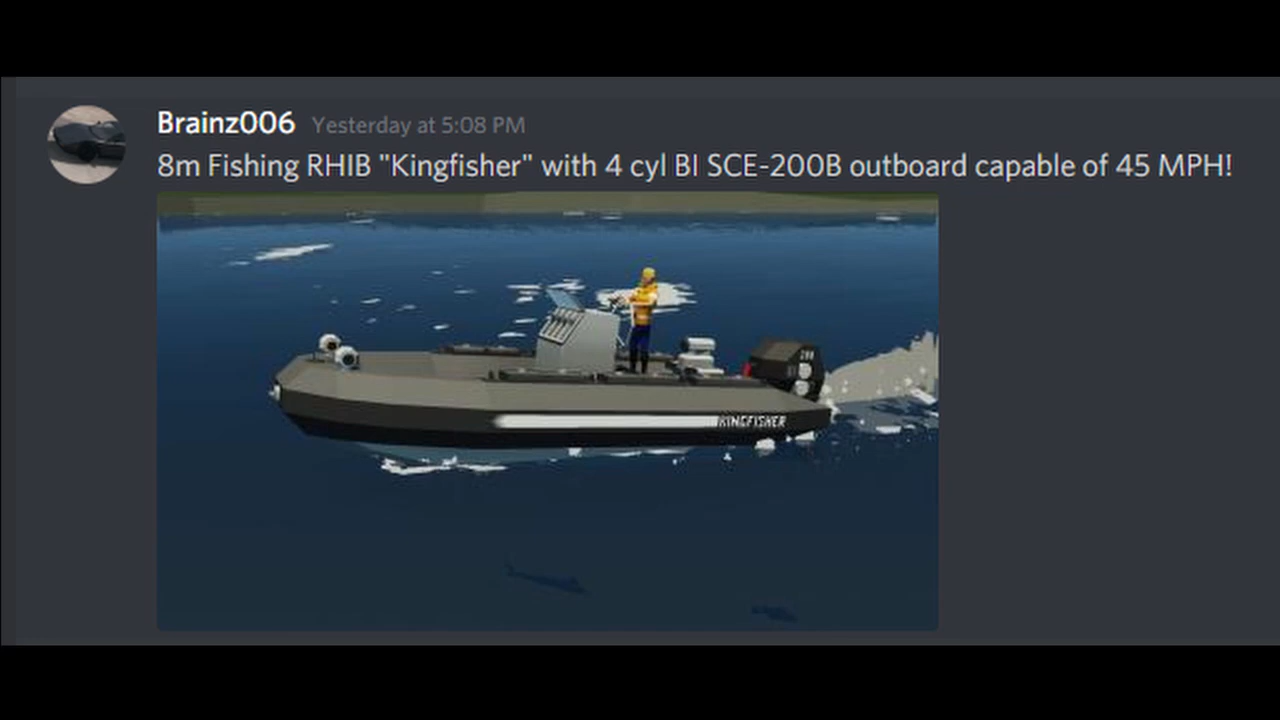 Brainz006 Yesterday at 5:08 PM
8m Fishing RHIB "Kingfisher" with 4 cyl BI SCE-200B outboard capable of 45 MPH!
200
KINGFISHER